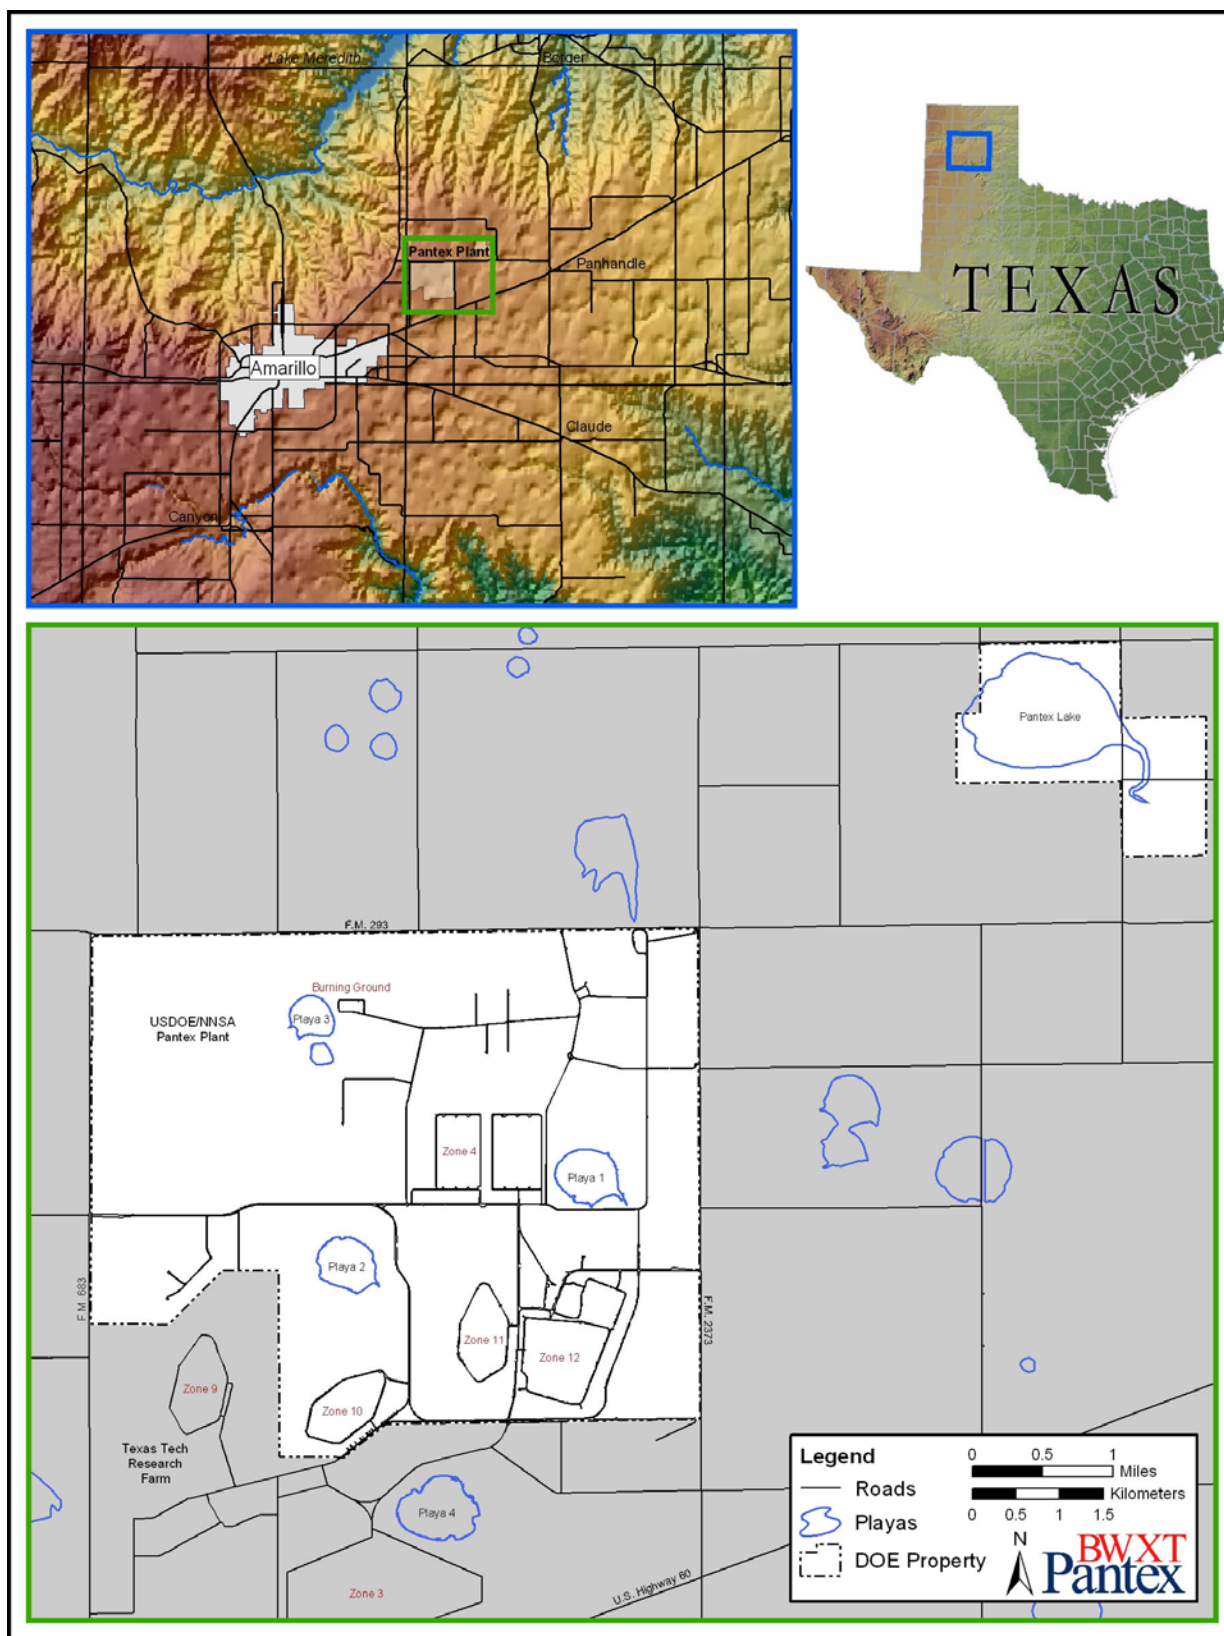 Lake Meredith
Borger
Pantex Plant
Panhandle
Amarillo
Claude
Canyon
TEXAS
Pantex Lake
F.M. 293
Burning Ground
Playa 3
USDOE/NNSA
Pantex Plant
Zone 4
Playa 1
Playa 2
F.M. 683
F.M. 2373
Zone 11
Zone 12
Zone 9
Zone 10
Texas Tech
Research
Farm
Playa 4
Zone 3
U.S. Highway 60
Legend
Roads
Playas
DOE Property
0 0.5 1
Miles
Kilometers
0 0.5 1 1.5
N
BWXT
Pantex